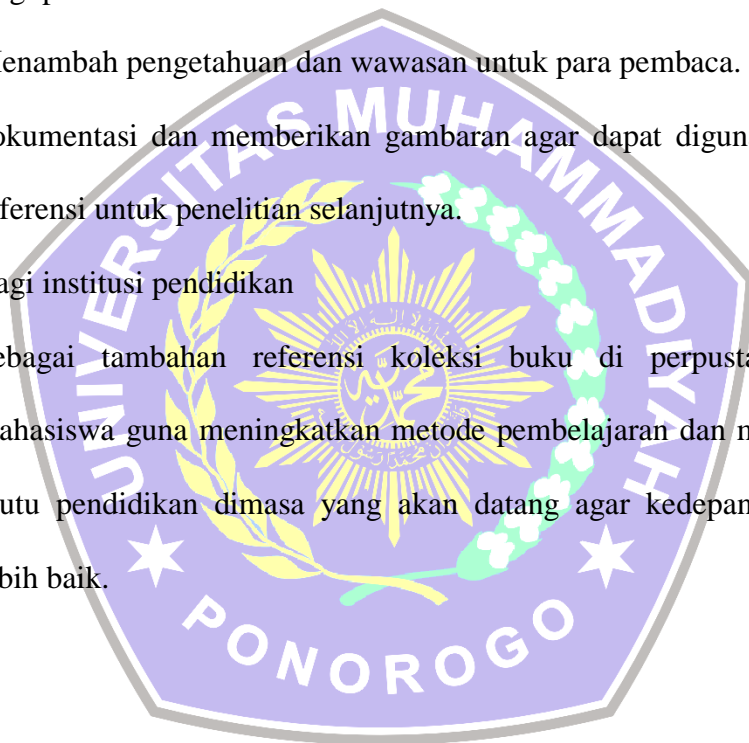 enambah pengetahuan dan wawasan untuk para pembaca.
okumentasi dan memberikan gambaran agar dapat digun
ferensi untuk penelitian selanjutnya.
agi institusi pendidikan
ebagai tambahan referensi koleksi buku di perpusta
ahasiswa guna meningkatkan metode pembelajaran dan m
utu pendidikan dimasa yang akan datang agar kedepan
bih baik.
UNIVERSITAS MUHAMMADIYAH
PONOROGO
محمدية